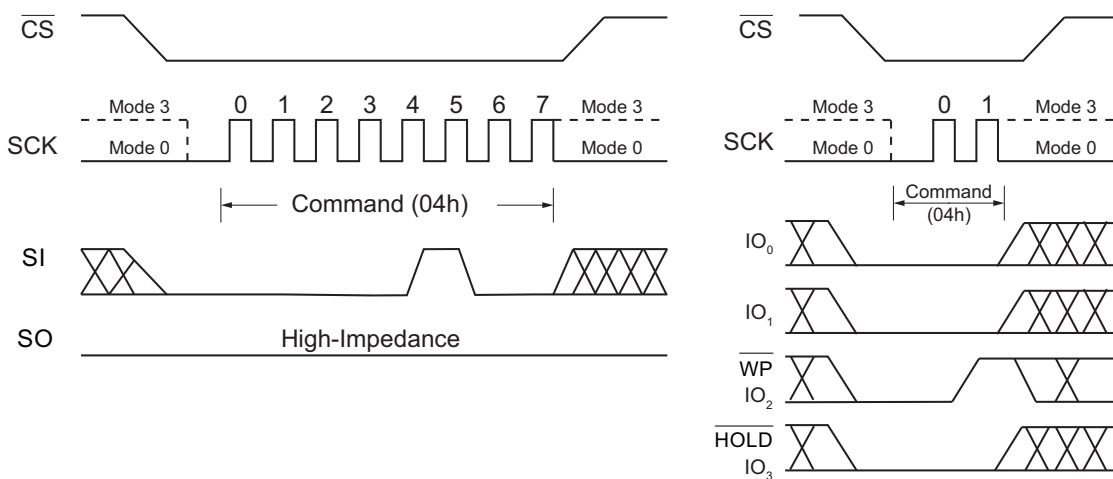 CS
Mode 3
0 1 2 3 4 5 6 7
Mode 3
SCK
Mode 0
Mode 0
Command (04h)
SI
SO
High-Impedance
CS
Mode 3
0 1
Mode 3
SCK
Mode 0
Mode 0
Command
(04h)
IO0
IO1
WP
IO2
HOLD
IO3